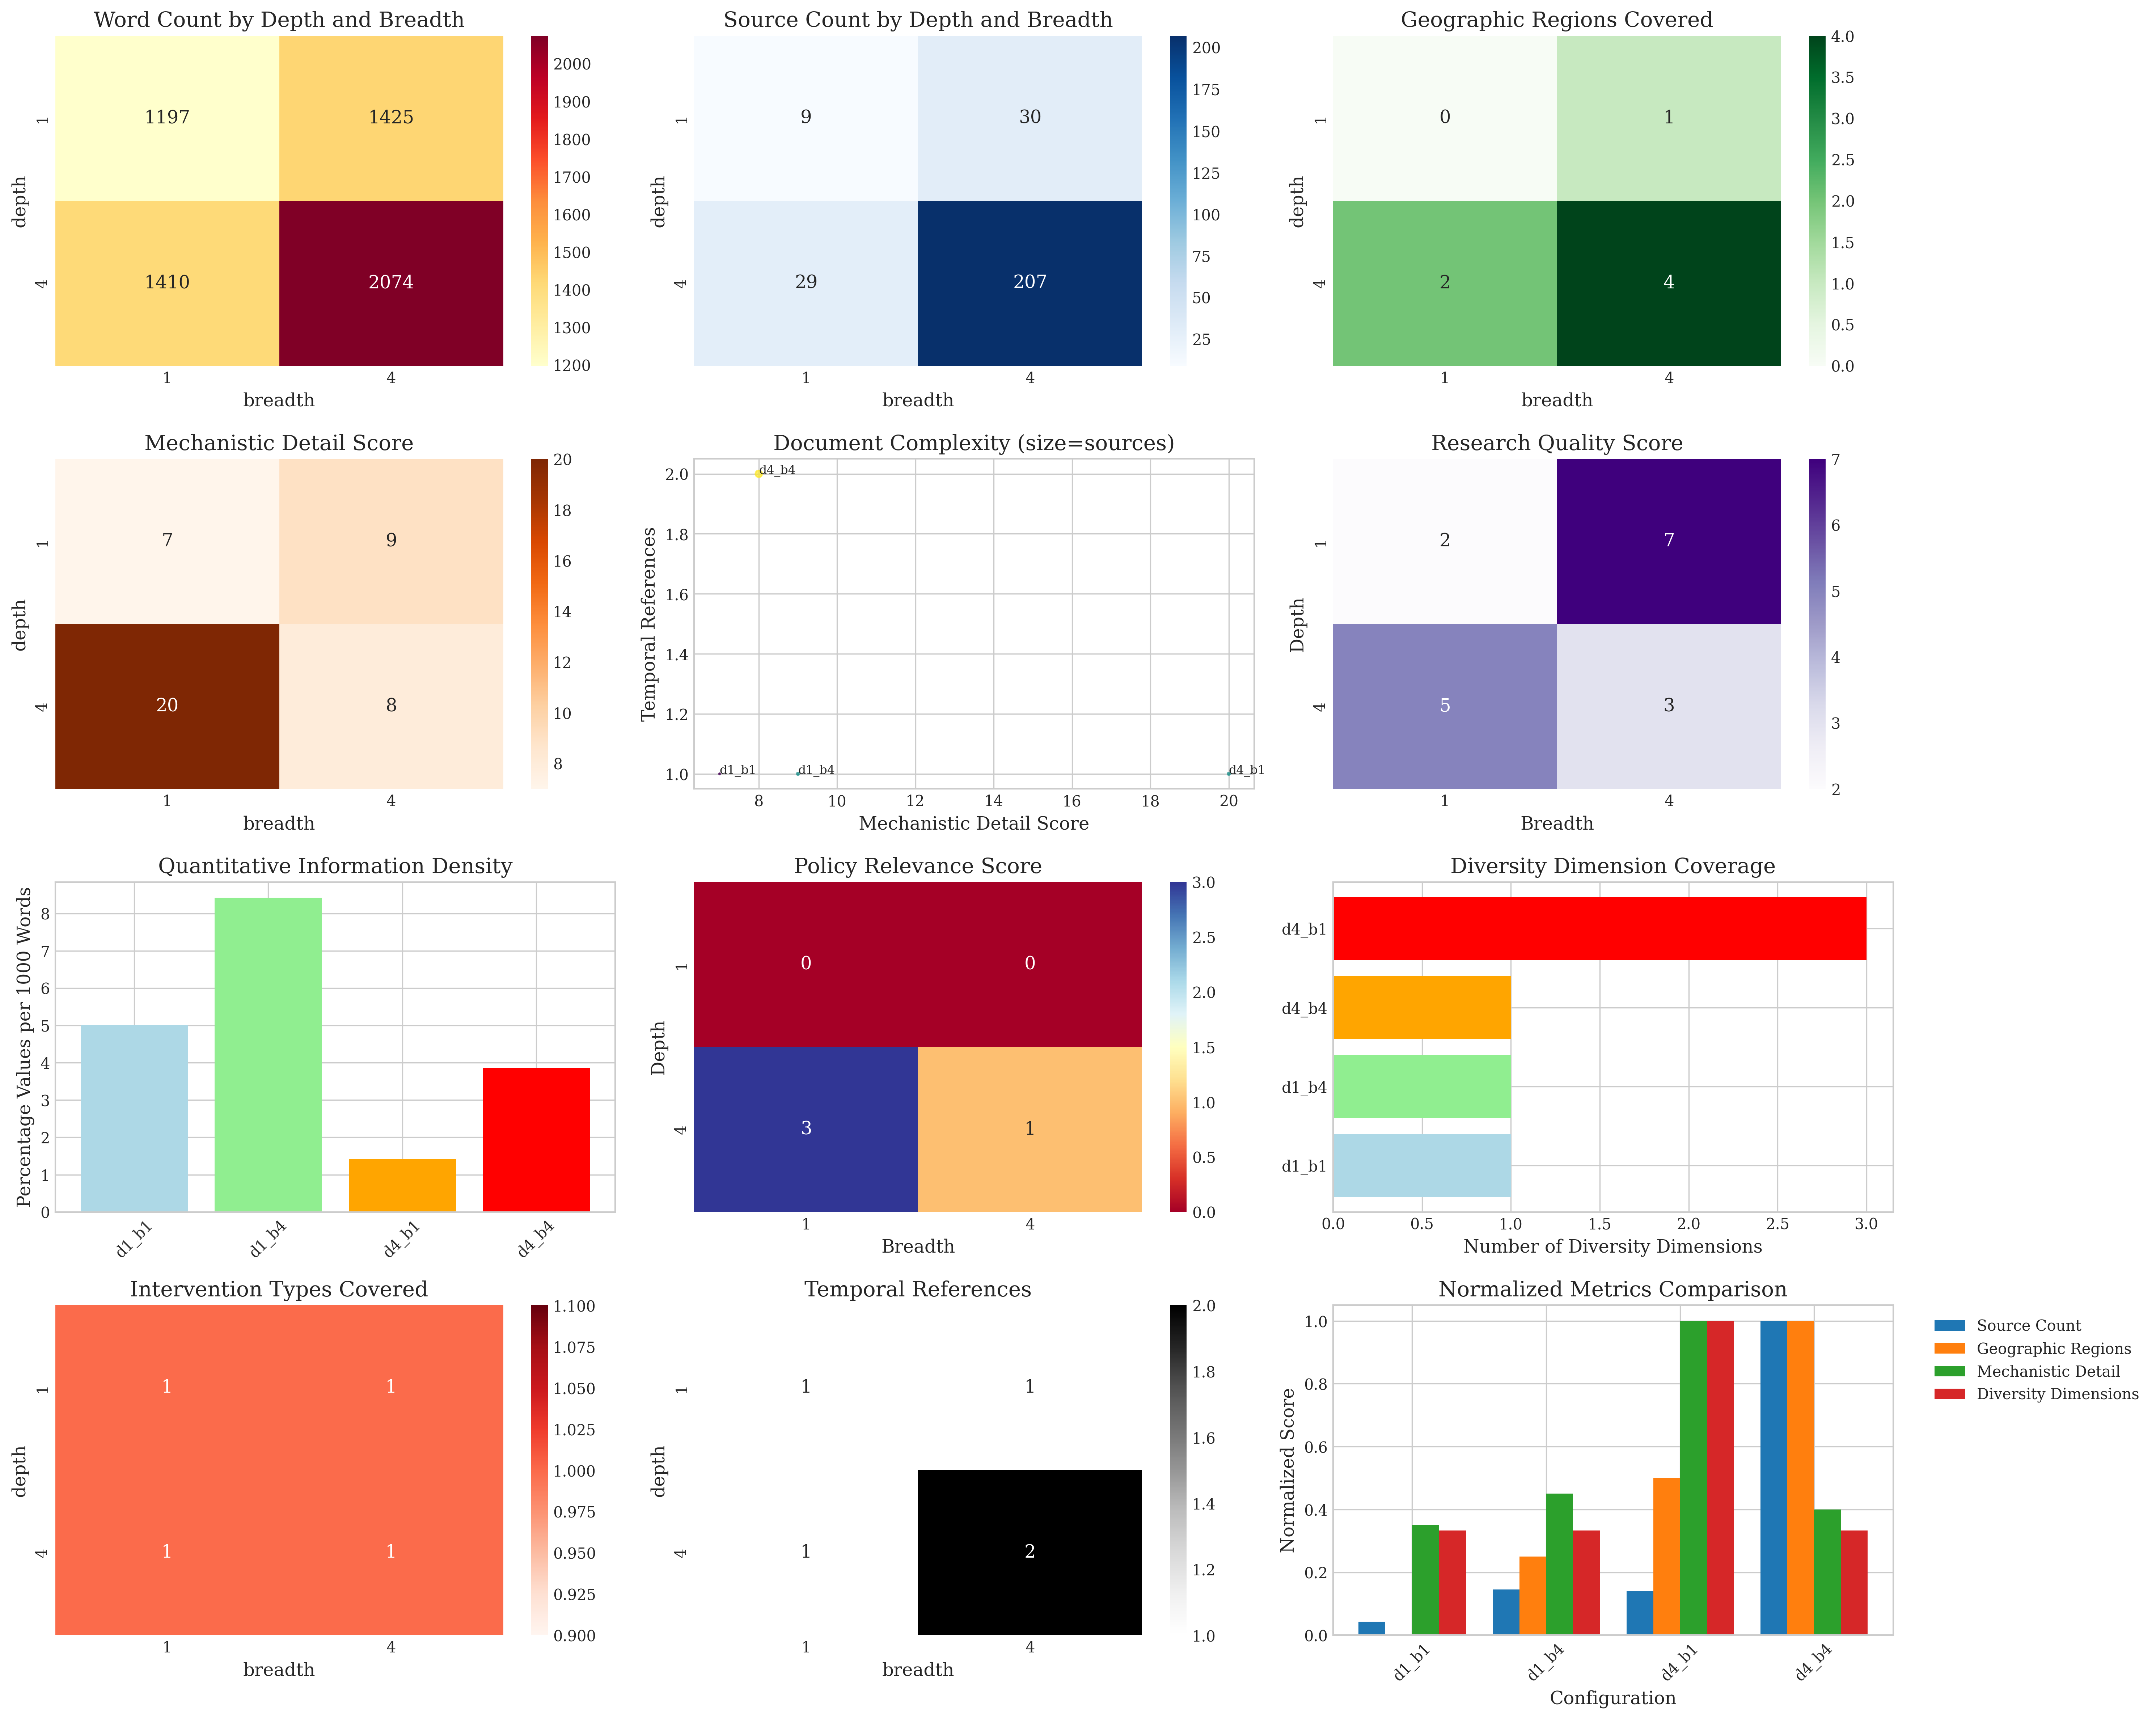 Word Count by Depth and Breadth
1197 1425
1410 2074
1
4
depth
1 4
breadth
2000
1900
1800
1700
1600
1500
1400
1300
1200
Source Count by Depth and Breadth
9 30
29 207
1
4
depth
1 4
breadth
200
175
150
125
100
75
50
25
Geographic Regions Covered
0 1
2 4
1
4
depth
1 4
breadth
4.0
3.5
3.0
2.5
2.0
1.5
1.0
0.5
0.0
Mechanistic Detail Score
7 9
20 8
1
4
depth
1 4
breadth
20
18
16
14
12
10
8
Document Complexity (size=sources)
2.0
1.8
1.6
1.4
1.2
1.0
Temporal References
d4_b4
d1_b1 d1_b4 d4_b1
8 10 12 14 16 18 20
Mechanistic Detail Score
Research Quality Score
2 7
5 3
1
4
Depth
1 4
Breadth
7
6
5
4
3
2
Quantitative Information Density
8
7
6
5
4
3
2
1
0
Percentage Values per 1000 Words
d1_b1 d1_b4 d4_b1 d4_b4
Policy Relevance Score
0 0
3 1
1
4
Depth
1 4
Breadth
3.0
2.5
2.0
1.5
1.0
0.5
0.0
Diversity Dimension Coverage
d4_b1
d4_b4
d1_b4
d1_b1
0.0 0.5 1.0 1.5 2.0 2.5 3.0
Number of Diversity Dimensions
Intervention Types Covered
1 1
1 1
1
4
depth
1 4
breadth
1.100
1.075
1.050
1.025
1.000
0.975
0.950
0.925
0.900
Temporal References
1 1
1 2
1
4
depth
1 4
breadth
2.0
1.8
1.6
1.4
1.2
1.0
Normalized Metrics Comparison
1.0
0.8
0.6
0.4
0.2
0.0
Normalized Score
d1_b1 d1_b4 d4_b1 d4_b4
Configuration
Source Count
Geographic Regions
Mechanistic Detail
Diversity Dimensions